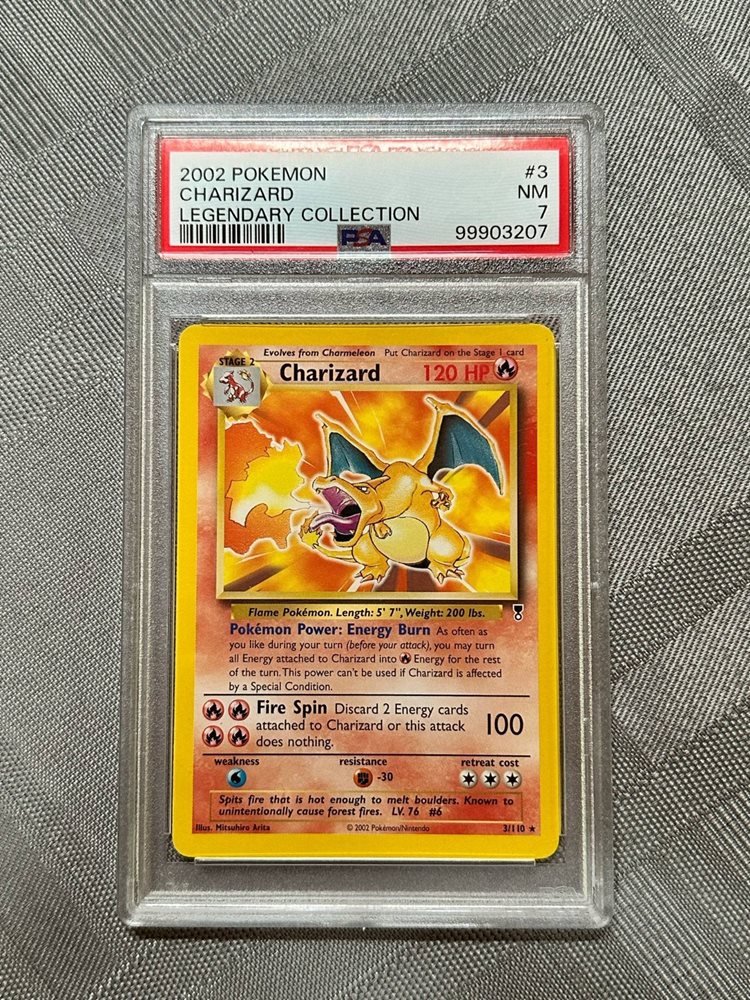 2002 POKEMON #3
CHARIZARD NM
LEGENDARY COLLECTION 7
PSA 99903207
Evolves from Charmeleon Put Charizard on the Stage 1 card
STAGE 2
Charizard 120 HP
Flame Pokémon. Length: 5' 7", Weight: 200 lbs.
Pokémon Power: Energy Burn As often as
you like during your turn (before your attack), you may turn
all Energy attached to Charizard into Energy for the rest
of the turn. This power can't be used if Charizard is affected
by a Special Condition.
Fire Spin Discard 2 Energy cards
attached to Charizard or this attack
does nothing.
100
weakness resistance retreat cost
-30
Spits fire that is hot enough to melt boulders. Known to
unintentionally cause forest fires. LV. 76 #6
Illus. Mitsuhiro Arita © 2002 Pokémon/Nintendo 3/110 ★